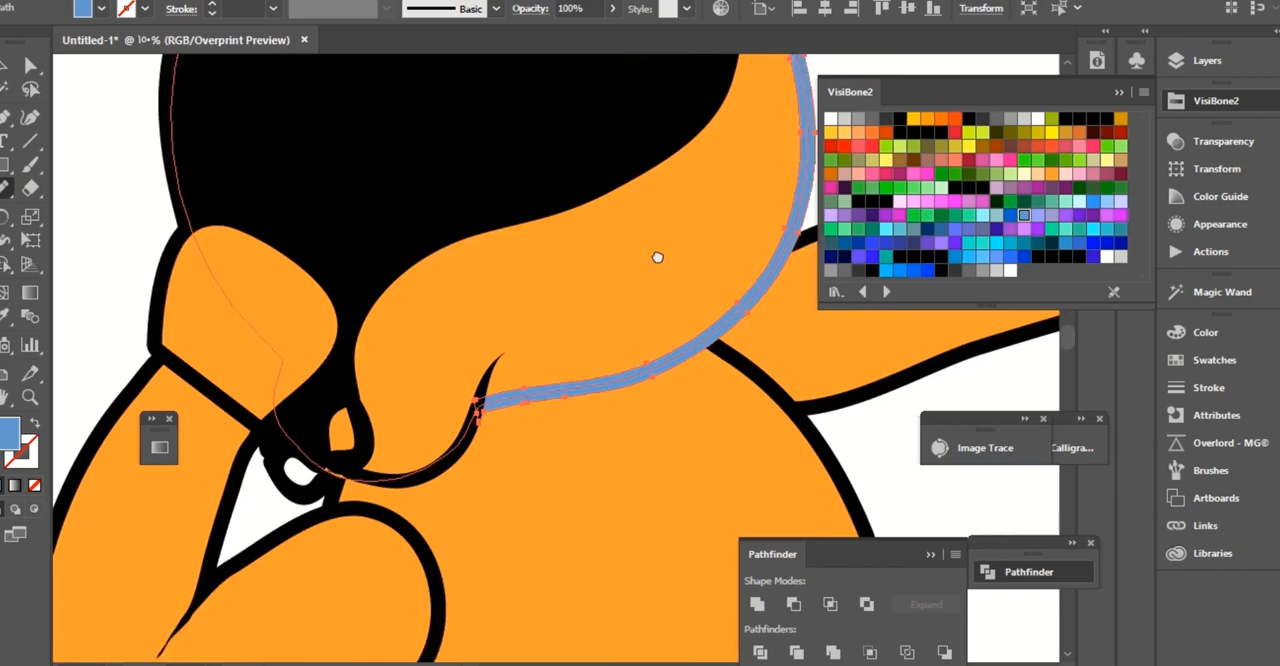 ath
Stroke:
Basic
Opacity:
100%
Style:
Transform
Untitled-1* @ (RGB/Overprint Preview) ×
VisiBone2
Layers
VisiBone2
Transparency
Transform
Color Guide
Appearance
Actions
Magic Wand
Color
Swatches
Stroke
Attributes
Overlord - MG©
Brushes
Artboards
Links
Libraries
Image Trace
Calligra...
Pathfinder
Shape Modes:
Expand
Pathfinders:
Pathfinder